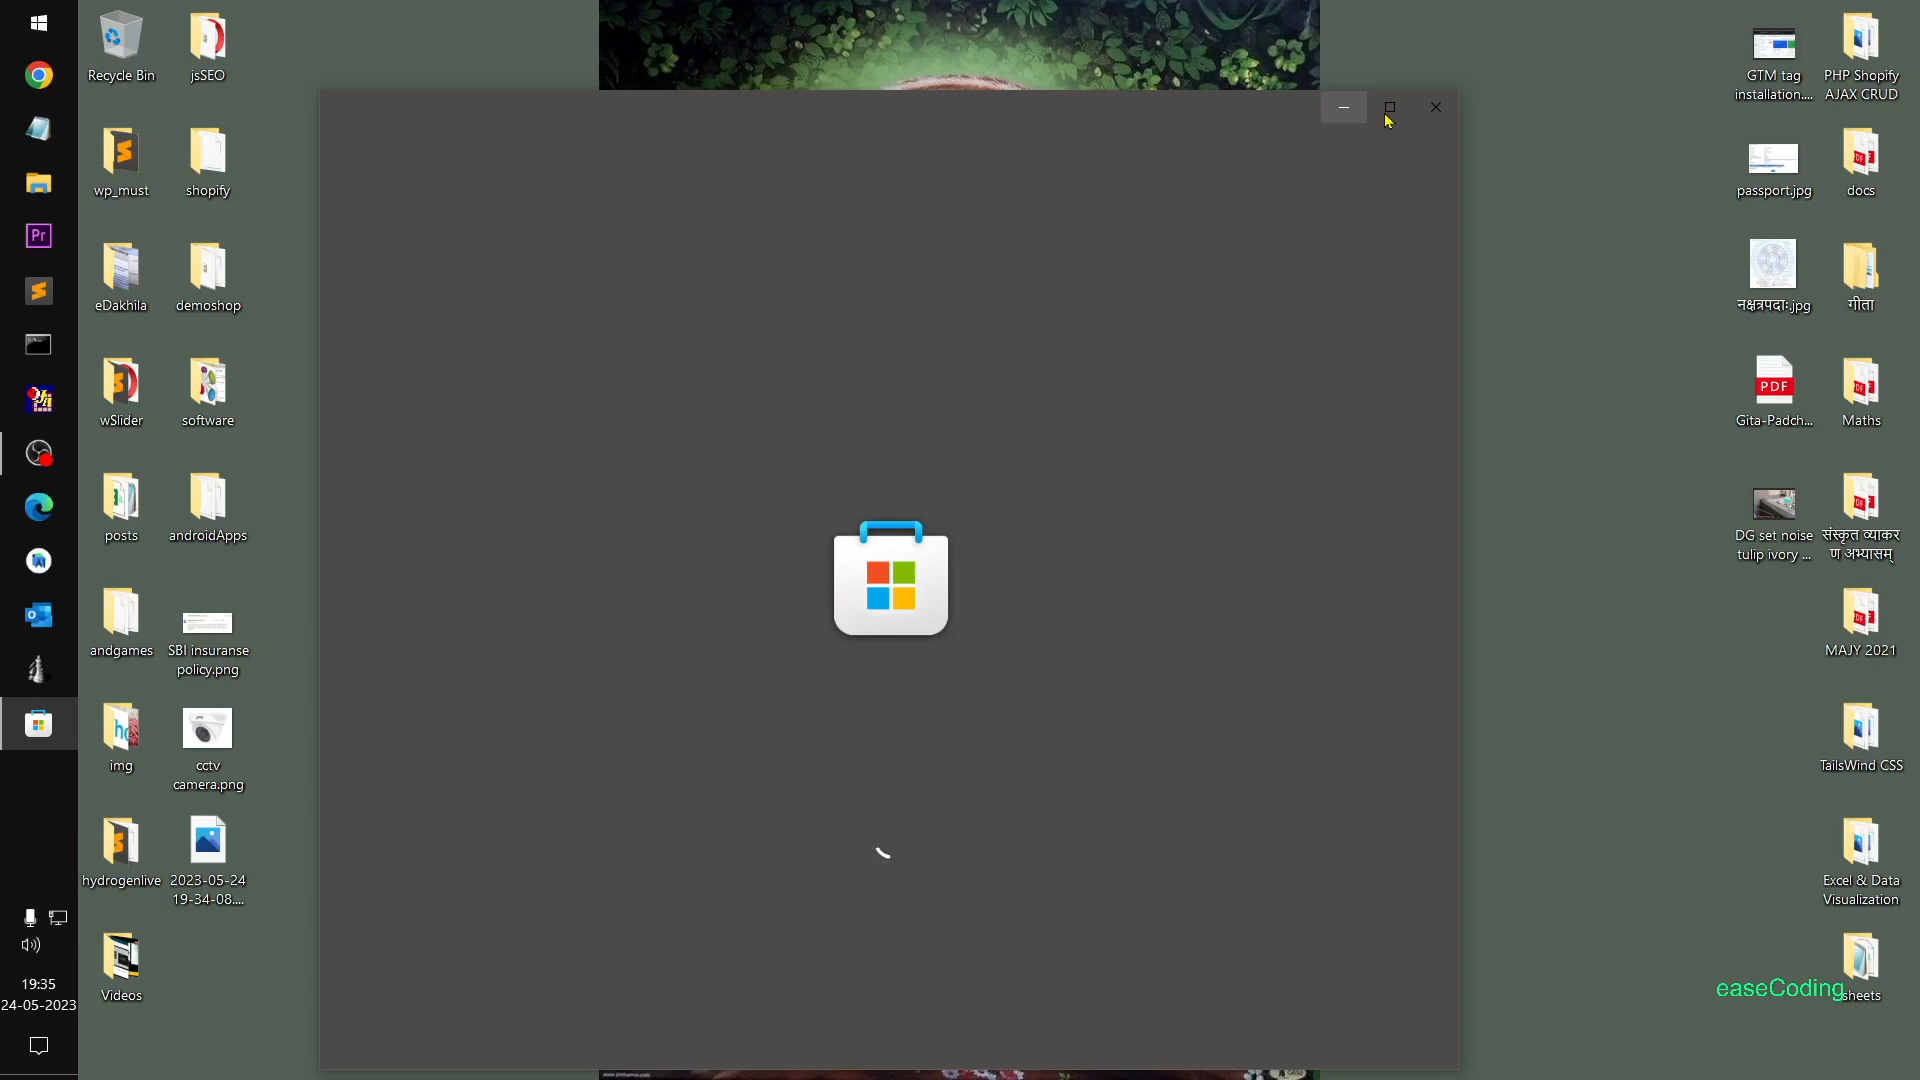 Recycle Bin
jsSEO
wp_must
shopify
eDakhila
demoshop
wSlider
software
posts
androidApps
andgames
SBI insuranse
policy.png
img
cctv
camera.png
hydrogenlive
2023-05-24
19-34-08....
Videos
Pr
19:35
24-05-2023
GTM tag
installation....
PHP Shopify
AJAX CRUD
passport.jpg
docs
नक्षत्रपदाः.jpg
गीता
PDF
Gita-Padch...
Maths
DG set noise
tulip ivory ...
संस्कृत व्याकर
ण अभ्यासम्
MAJY 2021
TailsWind CSS
Excel & Data
Visualization
easeCoding
sheets